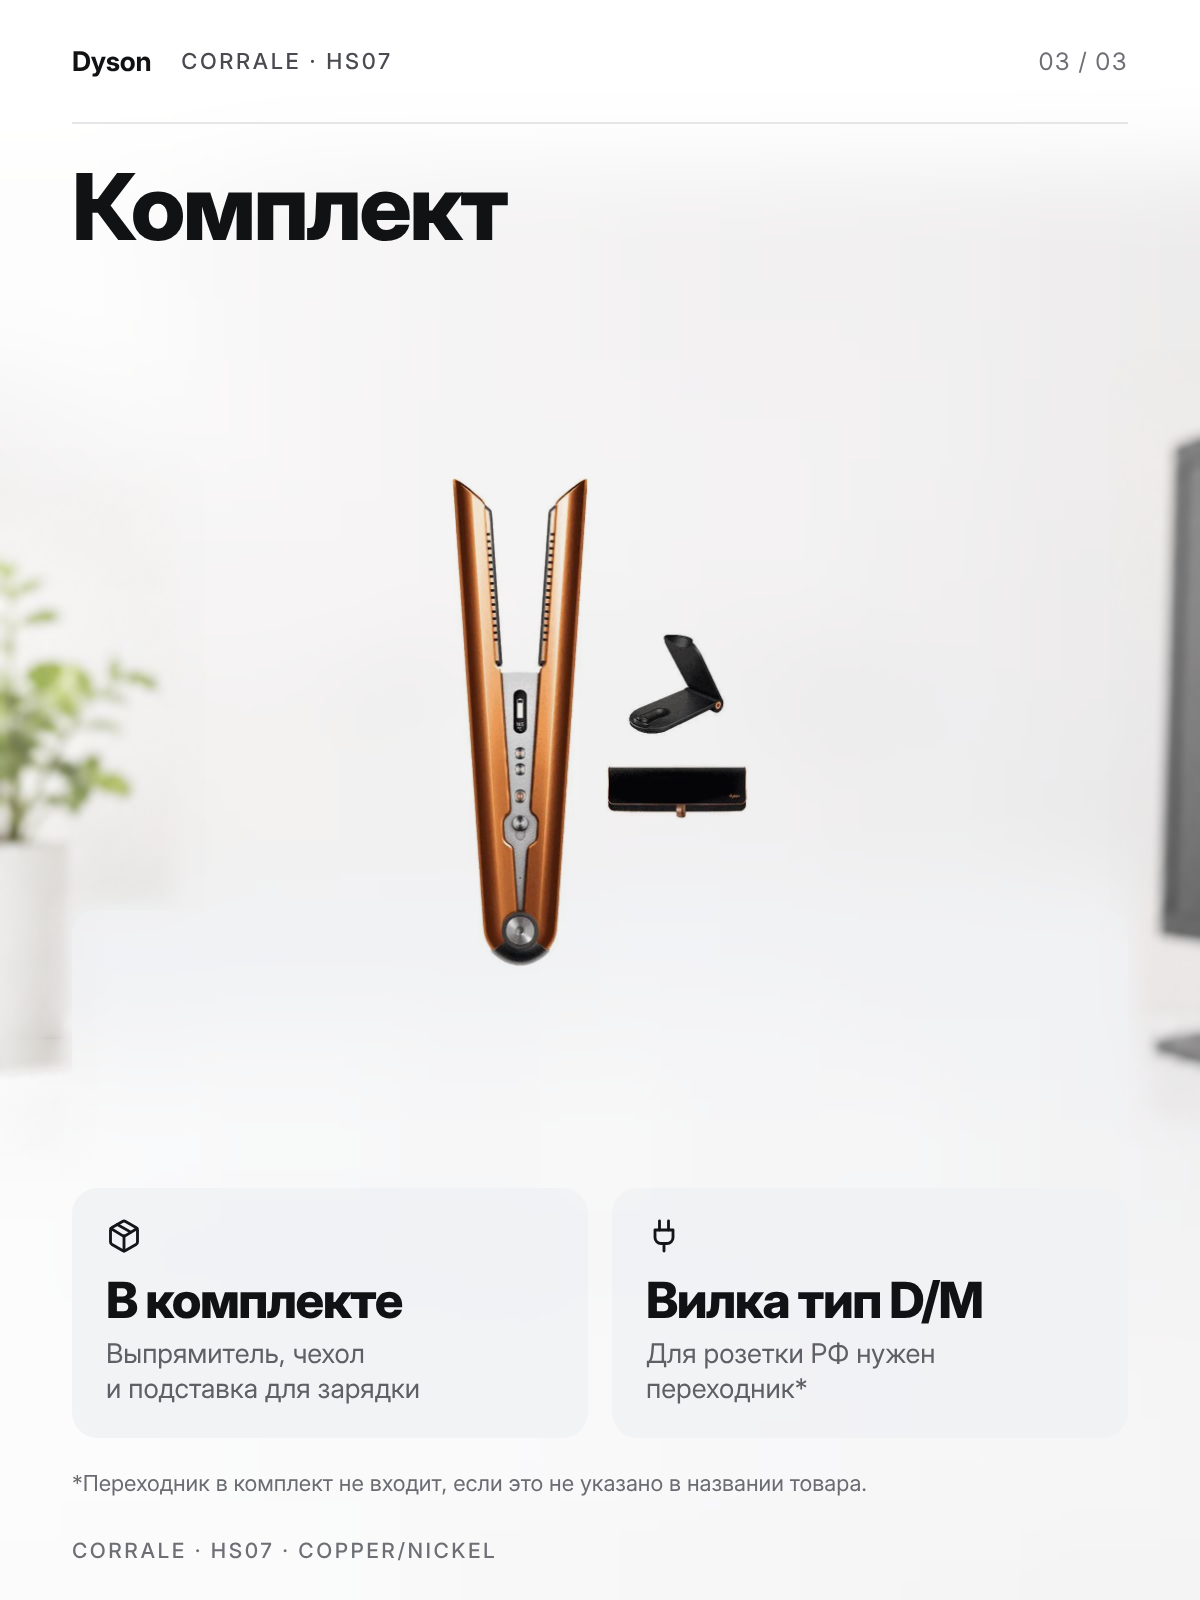 Dyson CORRALE · HS07 03 / 03
Комплект
В комплекте
Выпрямитель, чехол
и подставка для зарядки
Вилка тип D/M
Для розетки РФ нужен
переходник*
*Переходник в комплект не входит, если это не указано в названии товара.
CORRALE · HS07 · COPPER/NICKEL